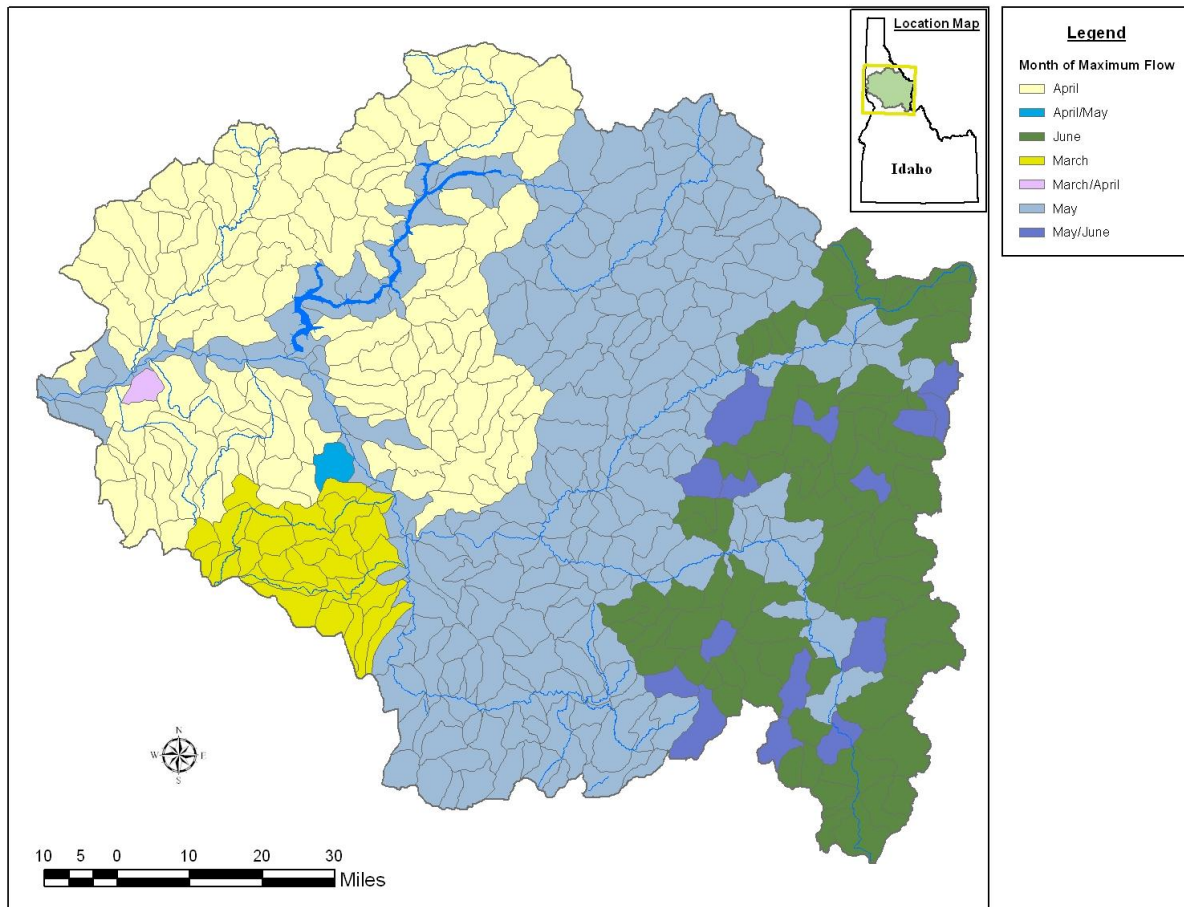 Location Map
Idaho
Legend
Month of Maximum Flow
April
April/May
June
March
March/April
May
May/June
N
W E
S
10 5 0 10 20 30
Miles